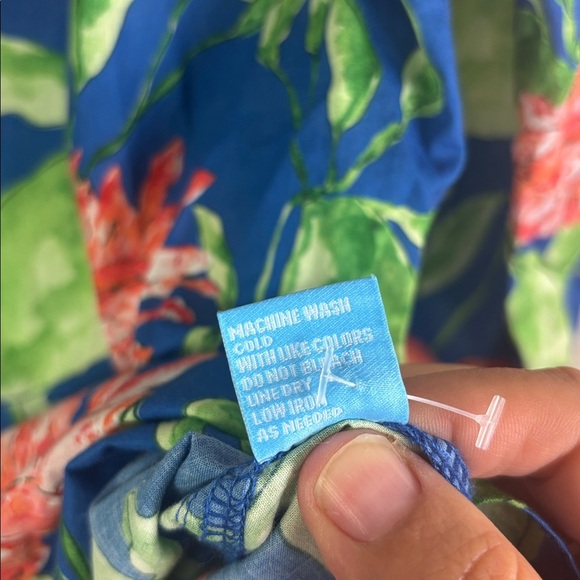 MACHINE WASH
COLD
WITH LIKE COLORS
DO NOT BLEACH
LINE DRY
LOW IRON
AS NEEDED